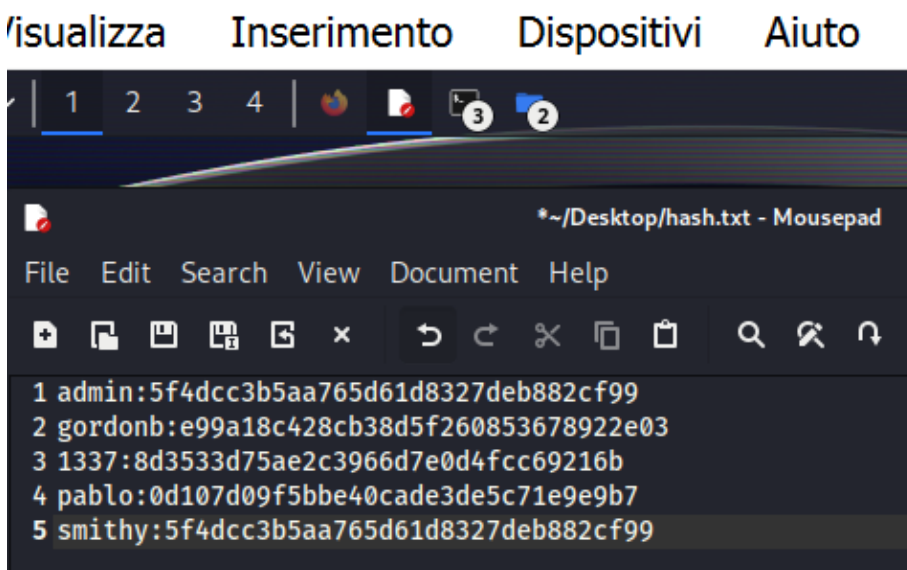 Visualizza Inserimento Dispositivi Aiuto
1 2 3 4 3 2
*~/Desktop/hash.txt - Mousepad
File Edit Search View Document Help
1 admin:5f4dcc3b5aa765d61d8327deb882cf99
2 gordonb:e99a18c428cb38d5f260853678922e03
3 1337:8d3533d75ae2c3966d7e0d4fcc69216b
4 pablo:0d107d09f5bbe40cade3de5c71e9e9b7
5 smithy:5f4dcc3b5aa765d61d8327deb882cf99